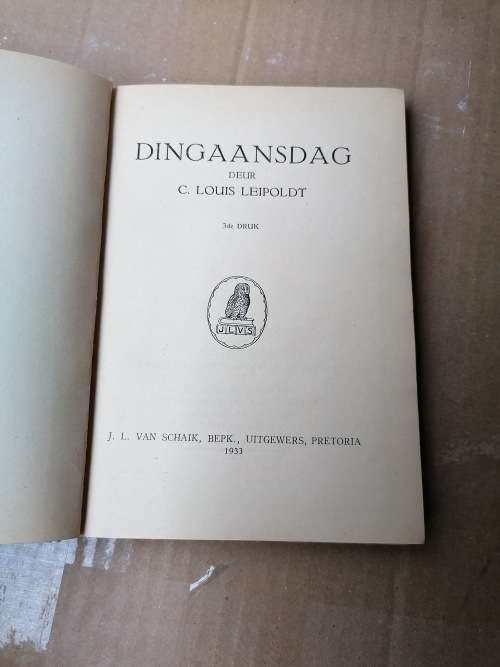 DINGAANSDAG
DEUR
C. LOUIS LEIPOLDT
3de DRUK
J L V S
J. L. VAN SCHAIK, BEPK., UITGEWERS, PRETORIA
1933